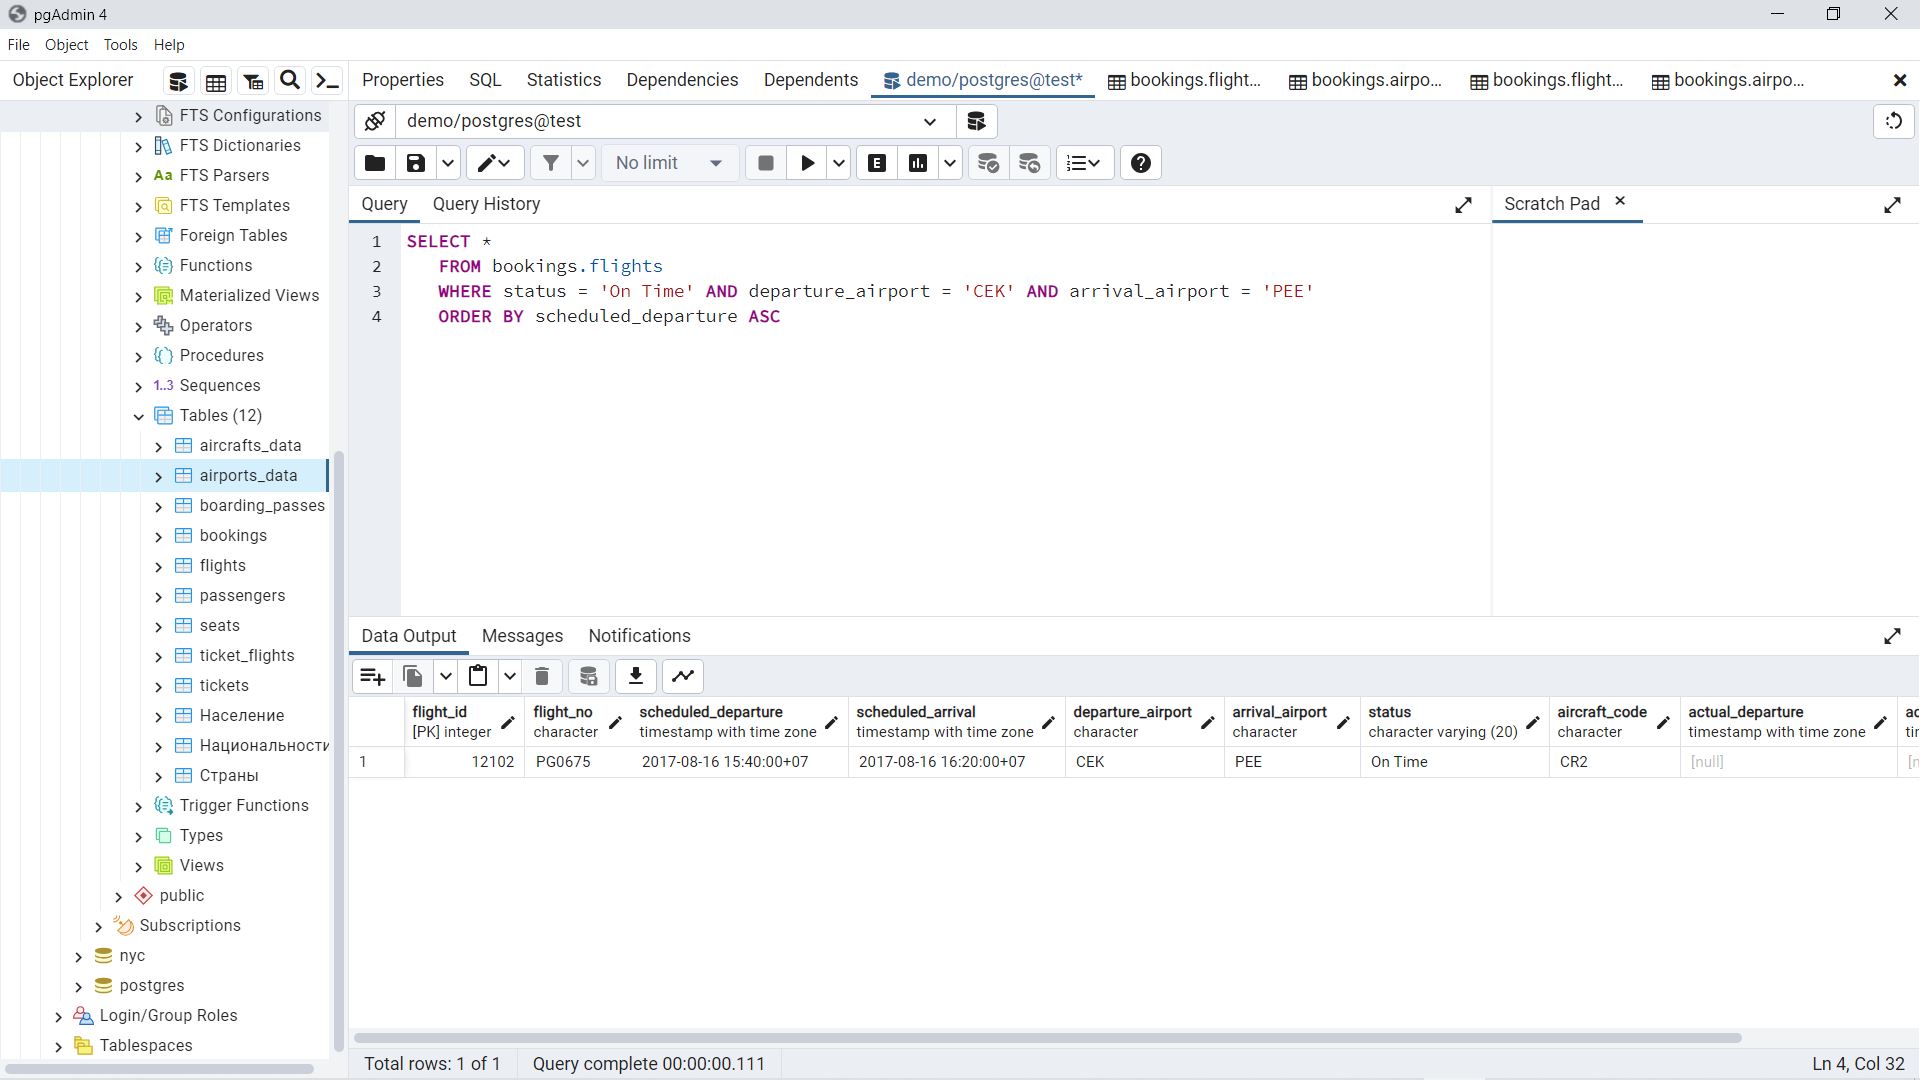 pgAdmin 4
File Object Tools Help
Object Explorer
Properties SQL Statistics Dependencies Dependents demo/postgres@test* bookings.flight... bookings.airpo... bookings.flight... bookings.airpo...
FTS Configurations
FTS Dictionaries
Aa FTS Parsers
FTS Templates
Foreign Tables
Functions
Materialized Views
Operators
Procedures
1..3 Sequences
Tables (12)
aircrafts_data
airports_data
boarding_passes
bookings
flights
passengers
seats
ticket_flights
tickets
Население
Национальности
Страны
Trigger Functions
Types
Views
public
Subscriptions
nyc
postgres
Login/Group Roles
Tablespaces
demo/postgres@test
No limit
E
Query Query History
Scratch Pad
1 SELECT *
2 FROM bookings.flights
3 WHERE status = 'On Time' AND departure_airport = 'CEK' AND arrival_airport = 'PEE'
4 ORDER BY scheduled_departure ASC
Data Output Messages Notifications
flight_id flight_no scheduled_departure scheduled_arrival departure_airport arrival_airport status aircraft_code actual_departure
[PK] integer character timestamp with time zone timestamp with time zone character character character varying (20) character timestamp with time zone
1 12102 PG0675 2017-08-16 15:40:00+07 2017-08-16 16:20:00+07 CEK PEE On Time CR2 [null]
Total rows: 1 of 1 Query complete 00:00:00.111 Ln 4, Col 32